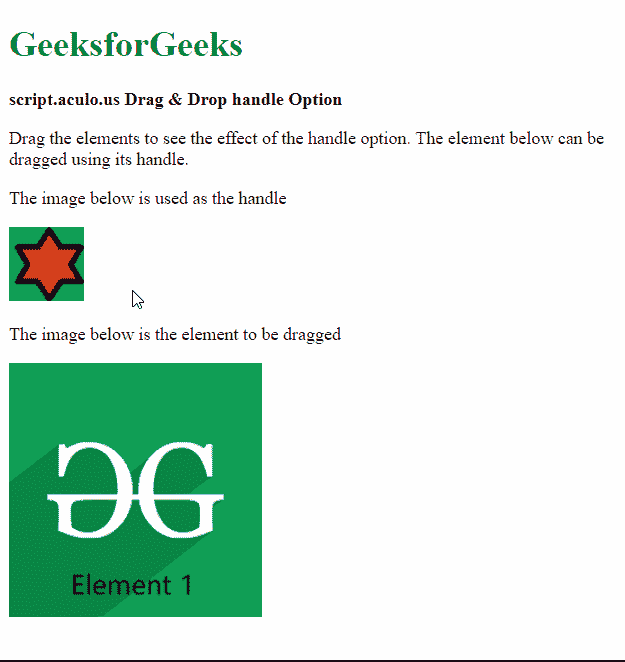 GeeksforGeeks
script.aculo.us Drag & Drop handle Option
Drag the elements to see the effect of the handle option. The element below can be
dragged using its handle.
The image below is used as the handle
The image below is the element to be dragged
Element 1